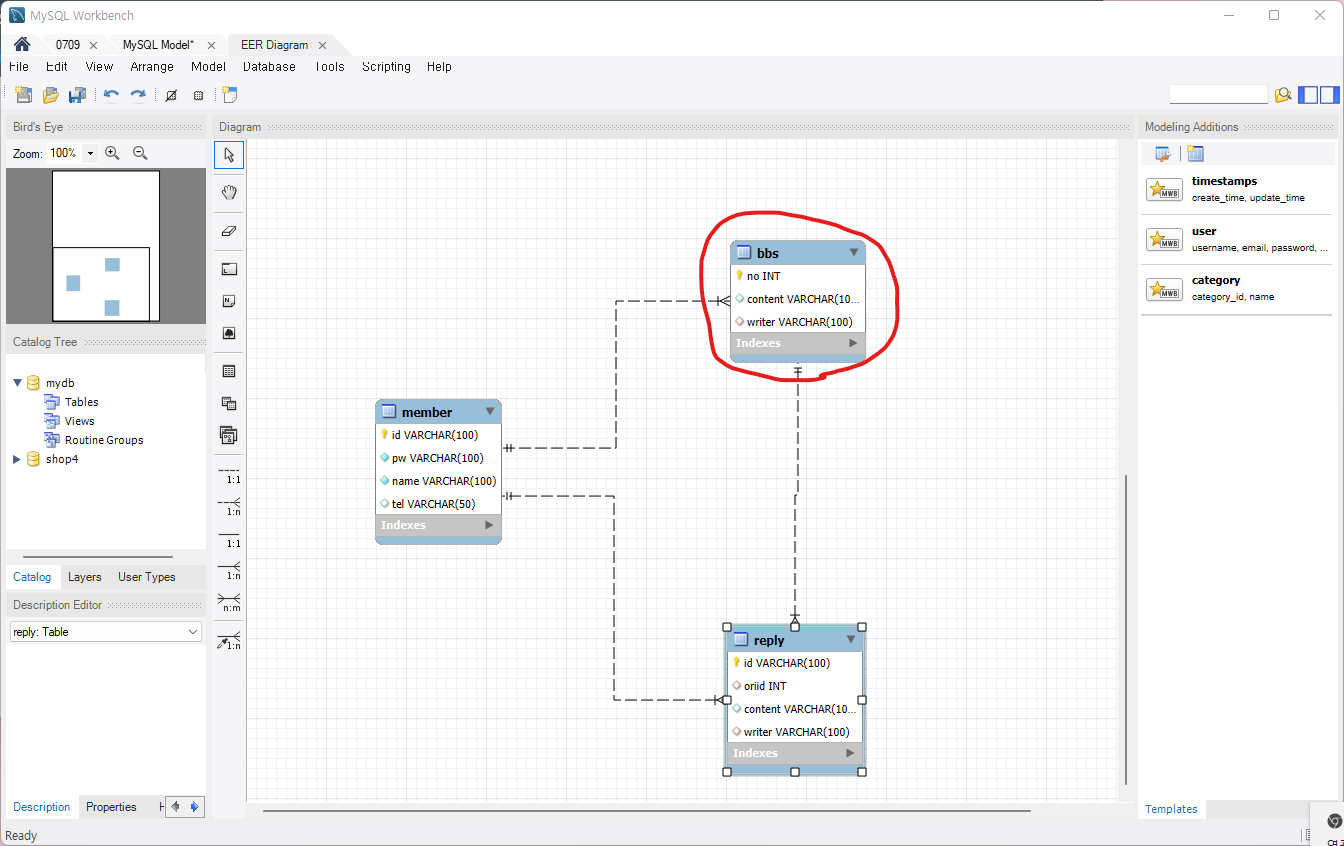 MySQL Workbench
0709
MySQL Model*
EER Diagram
File Edit View Arrange Model Database Tools Scripting Help
Bird's Eye
Zoom: 100%
Catalog Tree
mydb
Tables
Views
Routine Groups
shop4
Catalog Layers User Types
Description Editor
reply: Table
Description Properties H
Ready
Diagram
1:1
1:n
1:1
1:n
n:m
1:n
bbs
no INT
content VARCHAR(10...
writer VARCHAR(100)
Indexes
member
id VARCHAR(100)
pw VARCHAR(100)
name VARCHAR(100)
tel VARCHAR(50)
Indexes
reply
id VARCHAR(100)
oriid INT
content VARCHAR(10...
writer VARCHAR(100)
Indexes
Modeling Additions
MWB
timestamps
create_time, update_time
MWB
user
username, email, password, ...
MWB
category
category_id, name
Templates